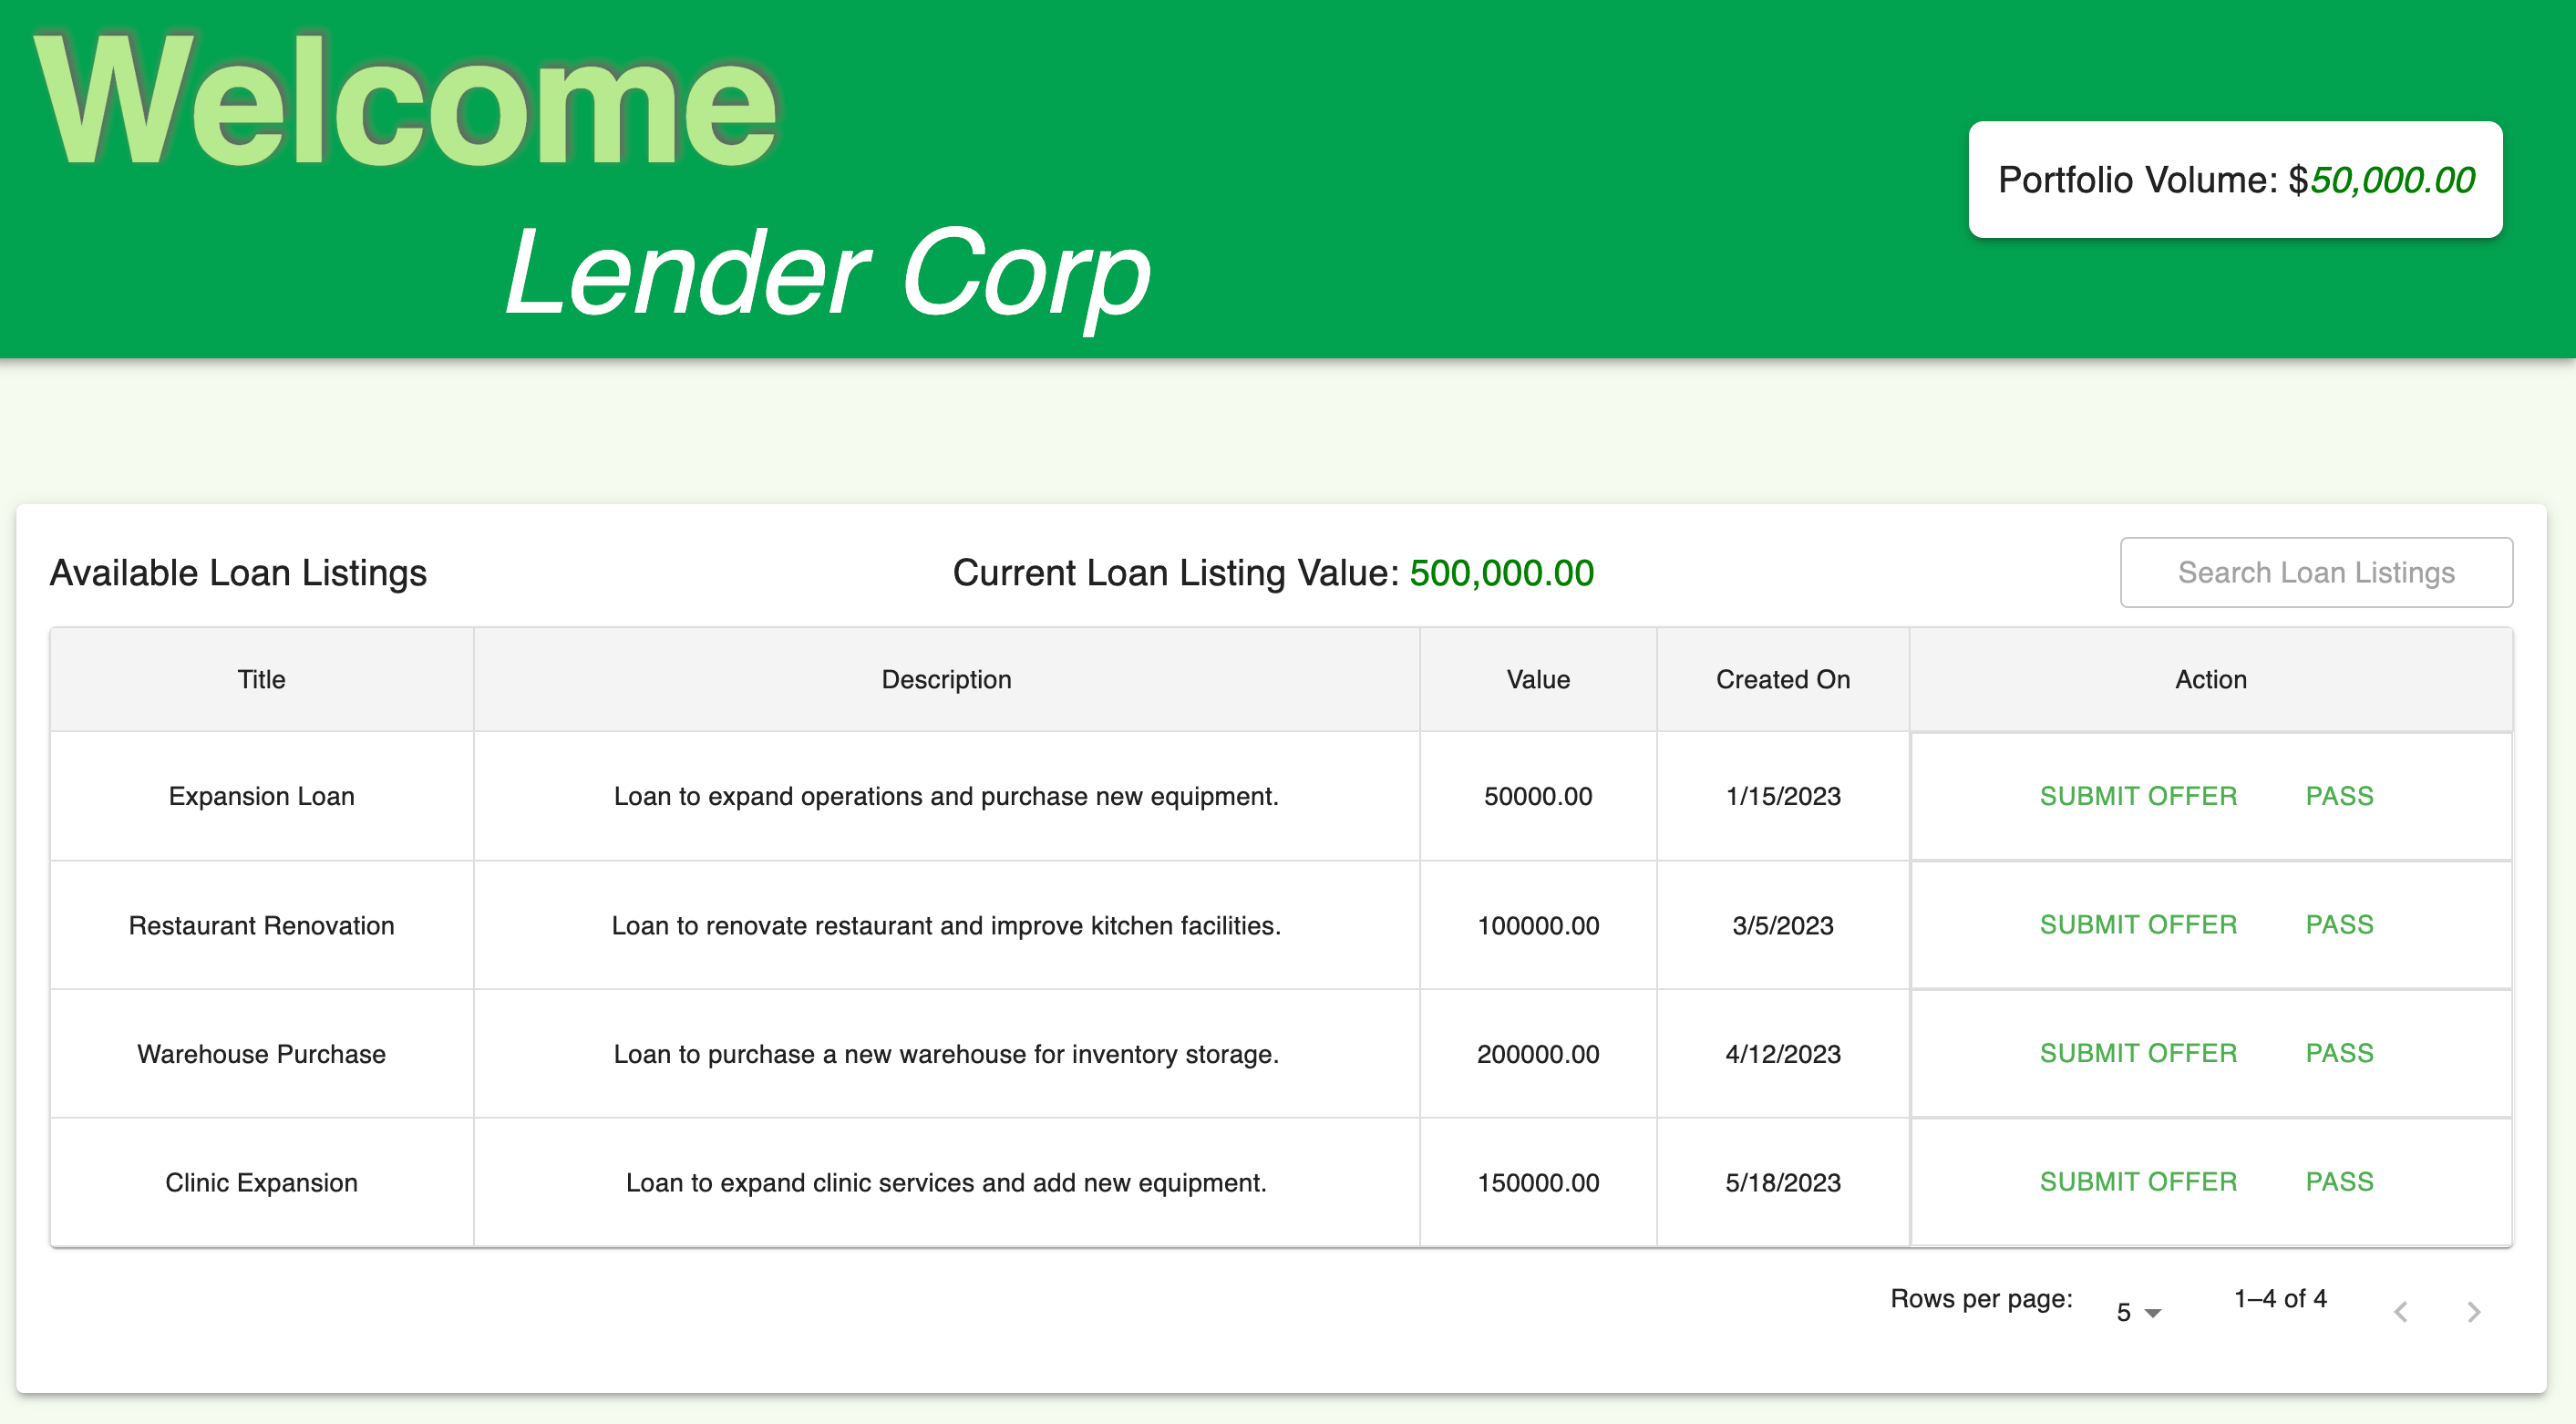 Welcome
Lender Corp
Portfolio Volume: $50,000.00
Available Loan Listings
Current Loan Listing Value: 500,000.00
Search Loan Listings
Title Description Value Created On Action
Expansion Loan Loan to expand operations and purchase new equipment. 50000.00 1/15/2023 SUBMIT OFFER PASS
Restaurant Renovation Loan to renovate restaurant and improve kitchen facilities. 100000.00 3/5/2023 SUBMIT OFFER PASS
Warehouse Purchase Loan to purchase a new warehouse for inventory storage. 200000.00 4/12/2023 SUBMIT OFFER PASS
Clinic Expansion Loan to expand clinic services and add new equipment. 150000.00 5/18/2023 SUBMIT OFFER PASS
Rows per page: 5 1–4 of 4